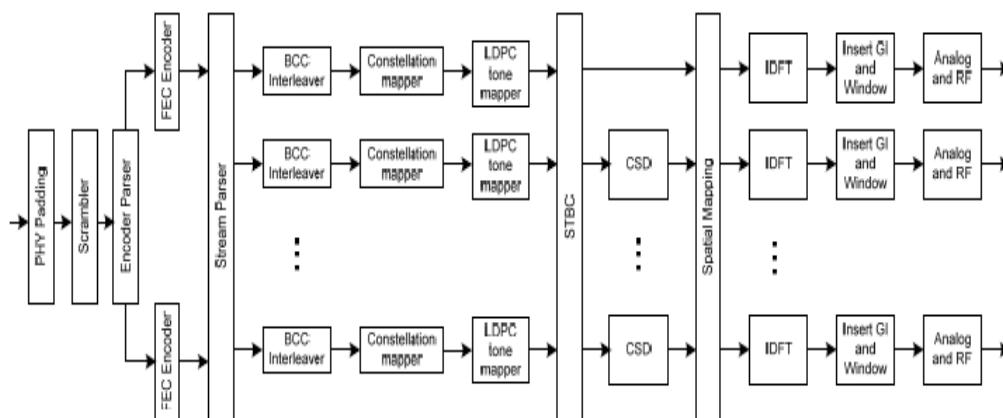 PHY Padding
Scrambler
Encoder Parser
FEC Encoder
FEC Encoder
Stream Parser
BCC
Interleaver
Constellation
mapper
LDPC
tone
mapper
BCC
Interleaver
Constellation
mapper
LDPC
tone
mapper
BCC
Interleaver
Constellation
mapper
LDPC
tone
mapper
STBC
CSD
CSD
Spatial Mapping
IDFT
Insert GI
and
Window
Analog
and RF
IDFT
Insert GI
and
Window
Analog
and RF
IDFT
Insert GI
and
Window
Analog
and RF